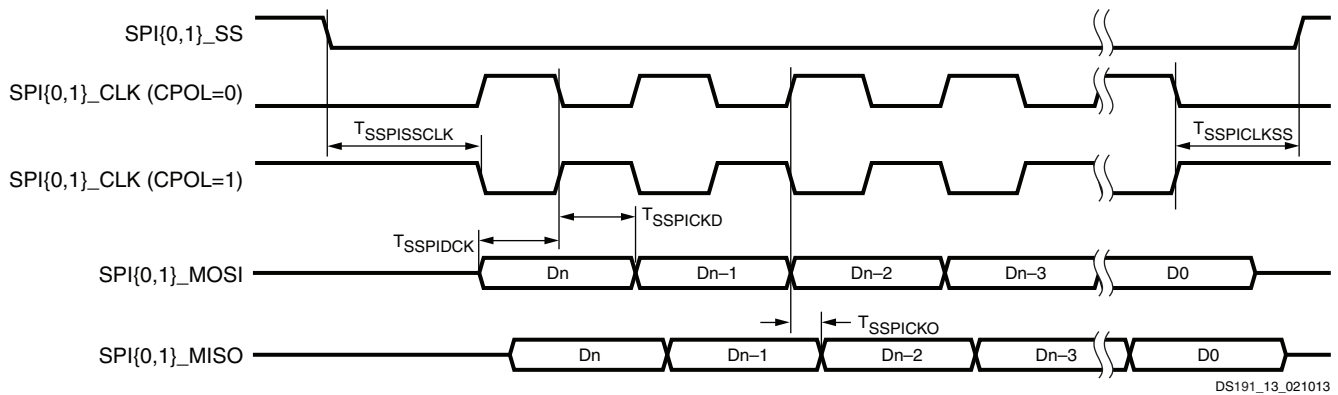 SPI{0,1}_SS
SPI{0,1}_CLK (CPOL=0)
TSSPISSCLK
TSSPICLKSS
SPI{0,1}_CLK (CPOL=1)
TSSPICKD
TSSPIDCK
SPI{0,1}_MOSI
Dn
Dn–1
Dn–2
Dn–3
D0
TSSPICKO
SPI{0,1}_MISO
Dn
Dn–1
Dn–2
Dn–3
D0
DS191_13_021013